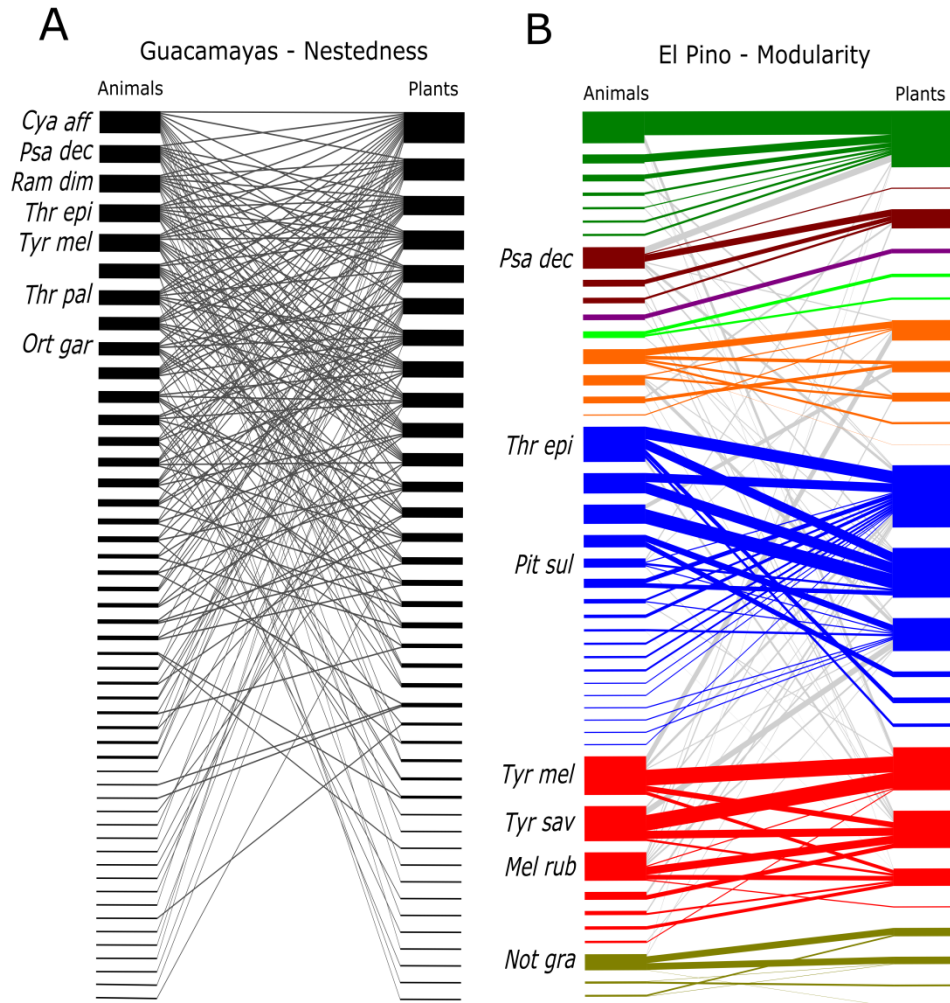 A
Guacamayas - Nestedness
Animals
Plants
Cya aff
Psa dec
Ram dim
Thr epi
Tyr mel
Thr pal
Ort gar
B
El Pino - Modularity
Animals
Plants
Psa dec
Thr epi
Pit sul
Tyr mel
Tyr sav
Mel rub
Not gra